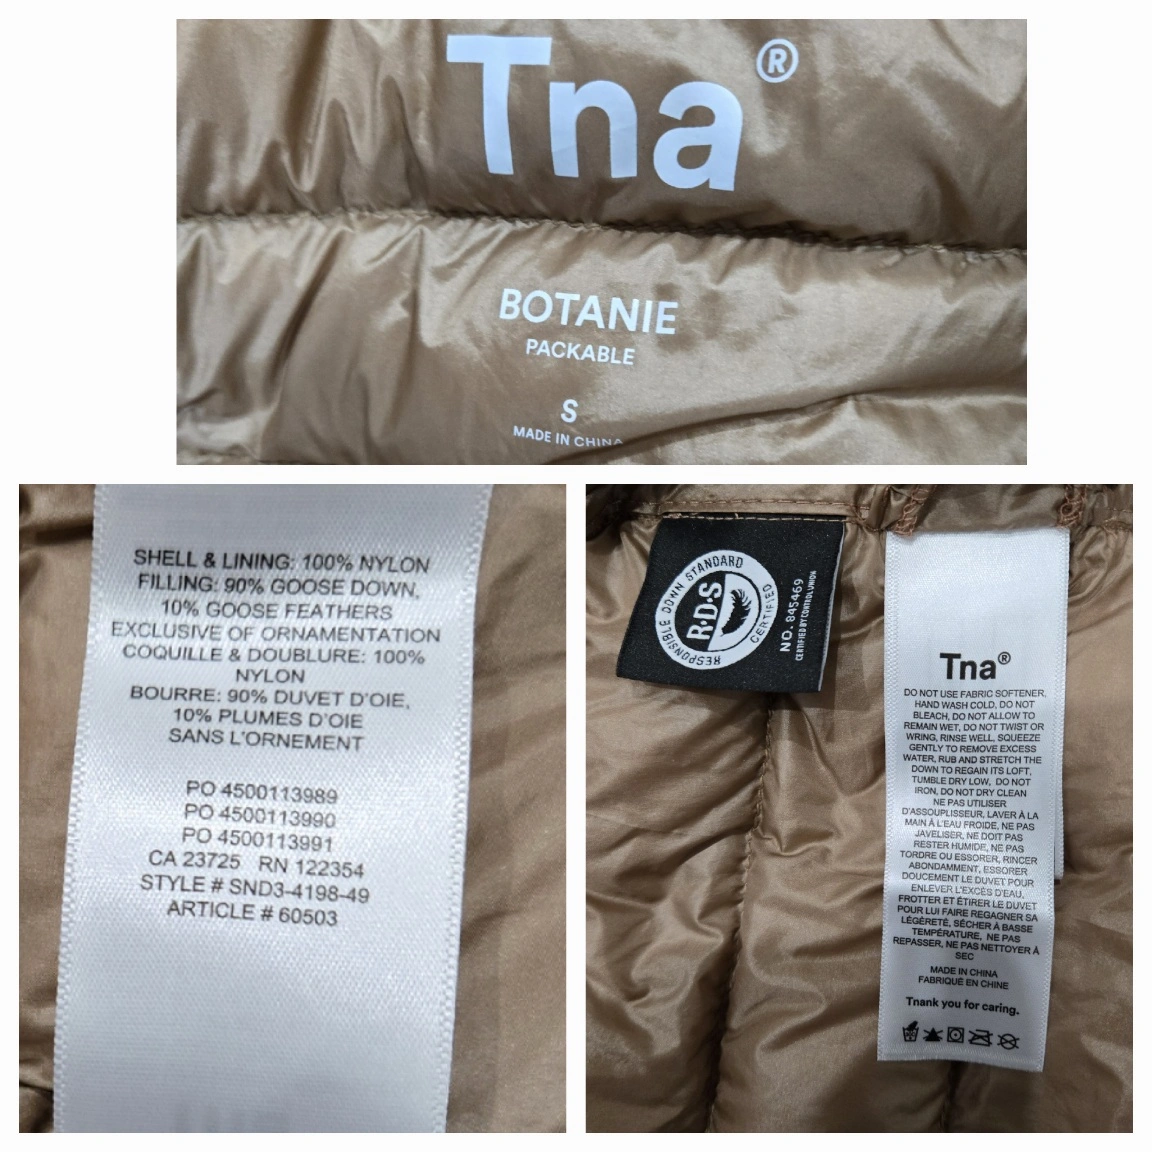 Tna®
BOTANIE
PACKABLE
S
MADE IN CHINA
SHELL & LINING: 100% NYLON
FILLING: 90% GOOSE DOWN,
10% GOOSE FEATHERS
EXCLUSIVE OF ORNAMENTATION
COQUILLE & DOUBLURE: 100%
NYLON
BOURRE: 90% DUVET D'OIE,
10% PLUMES D'OIE
SANS L'ORNEMENT
PO 4500113989
PO 4500113990
PO 4500113991
CA 23725 RN 122354
STYLE # SND3-4198-49
ARTICLE # 60503
RESPONSIBLE DOWN STANDARD
R·D·S
CERTIFIED
NO. 845469
CERTIFIED BY CONTROL UNION
Tna®
DO NOT USE FABRIC SOFTENER,
HAND WASH COLD, DO NOT
BLEACH, DO NOT ALLOW TO
REMAIN WET, DO NOT TWIST OR
WRING, RINSE WELL, SQUEEZE
GENTLY TO REMOVE EXCESS
WATER, RUB AND STRETCH THE
DOWN TO REGAIN ITS LOFT,
TUMBLE DRY LOW, DO NOT
IRON, DO NOT DRY CLEAN
NE PAS UTILISER
D'ASSOUPLISSEUR, LAVER À LA
MAIN À L'EAU FROIDE, NE PAS
JAVELISER, NE DOIT PAS
RESTER HUMIDE, NE PAS
TORDRE OU ESSORER, RINCER
ABONDAMMENT, ESSORER
DOUCEMENT LE DUVET POUR
ENLEVER L'EXCÈS D'EAU,
FROTTER ET ÉTIRER LE DUVET
POUR LUI FAIRE REGAGNER SA
LÉGÈRETÉ, SÉCHER À BASSE
TEMPÉRATURE, NE PAS
REPASSER, NE PAS NETTOYER À
SEC
MADE IN CHINA
FABRIQUÉ EN CHINE
Tnank you for caring.